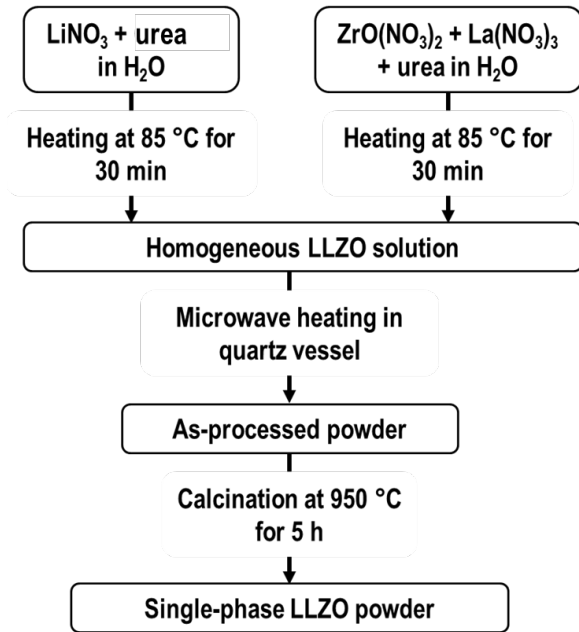 LiNO₃ + urea
in H₂O
ZrO(NO₃)₂ + La(NO₃)₃
+ urea in H₂O
Heating at 85 °C for
30 min
Heating at 85 °C for
30 min
Homogeneous LLZO solution
Microwave heating in
quartz vessel
As-processed powder
Calcination at 950 °C
for 5 h
Single-phase LLZO powder